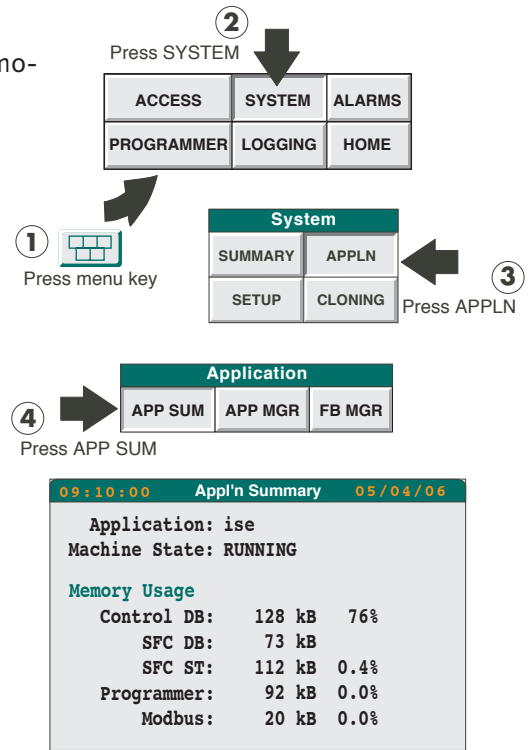 2
Press SYSTEM
mo-
ACCESS SYSTEM ALARMS
PROGRAMMER LOGGING HOME
1
Press menu key
System
SUMMARY APPLN
SETUP CLONING
3
Press APPLN
Application
APP SUM APP MGR FB MGR
4
Press APP SUM
09:10:00 Appl'n Summary 05/04/06
Application: ise
Machine State: RUNNING
Memory Usage
Control DB: 128 kB 76%
SFC DB: 73 kB
SFC ST: 112 kB 0.4%
Programmer: 92 kB 0.0%
Modbus: 20 kB 0.0%